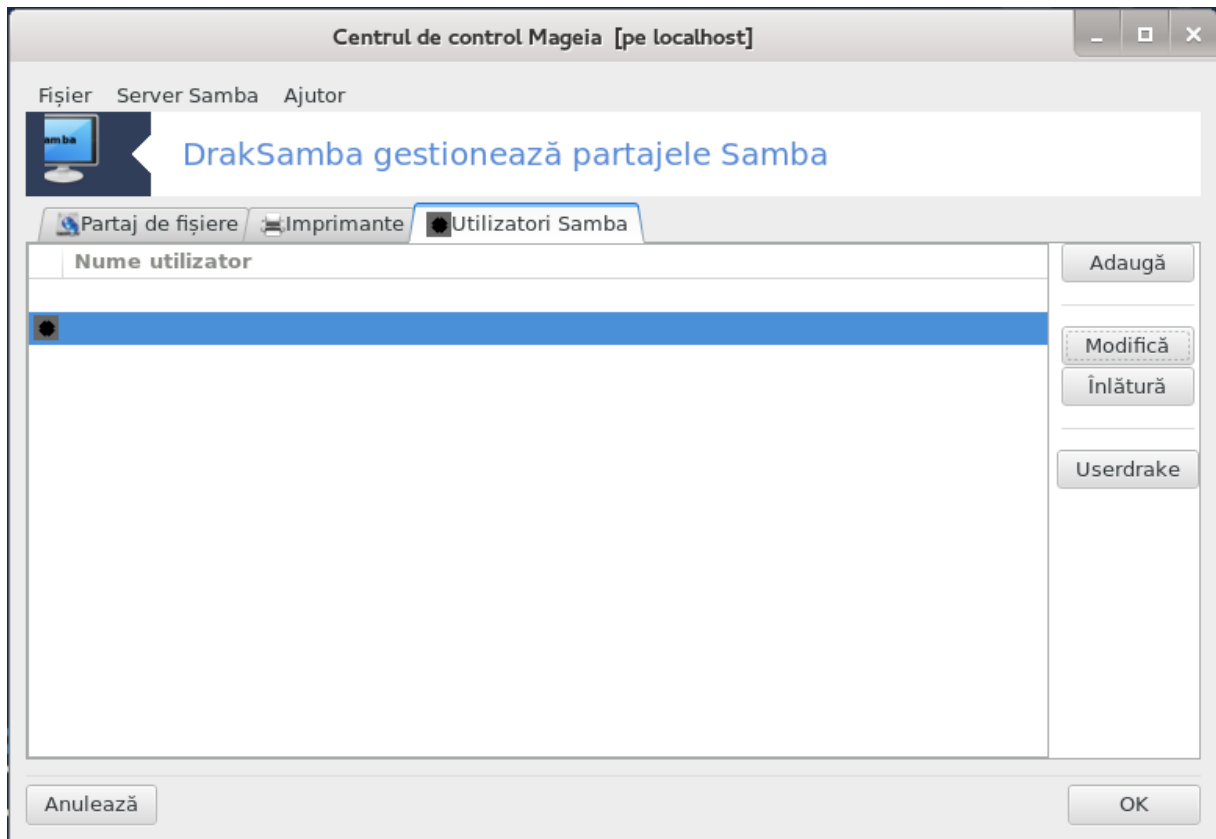 Centrul de control Mageia [pe localhost]
Fișier Server Samba Ajutor
amba
DrakSamba gestionează partajele Samba
Partaj de fișiere Imprimante Utilizatori Samba
Nume utilizator
Adaugă
Modifică
Înlătură
Userdrake
Anulează OK